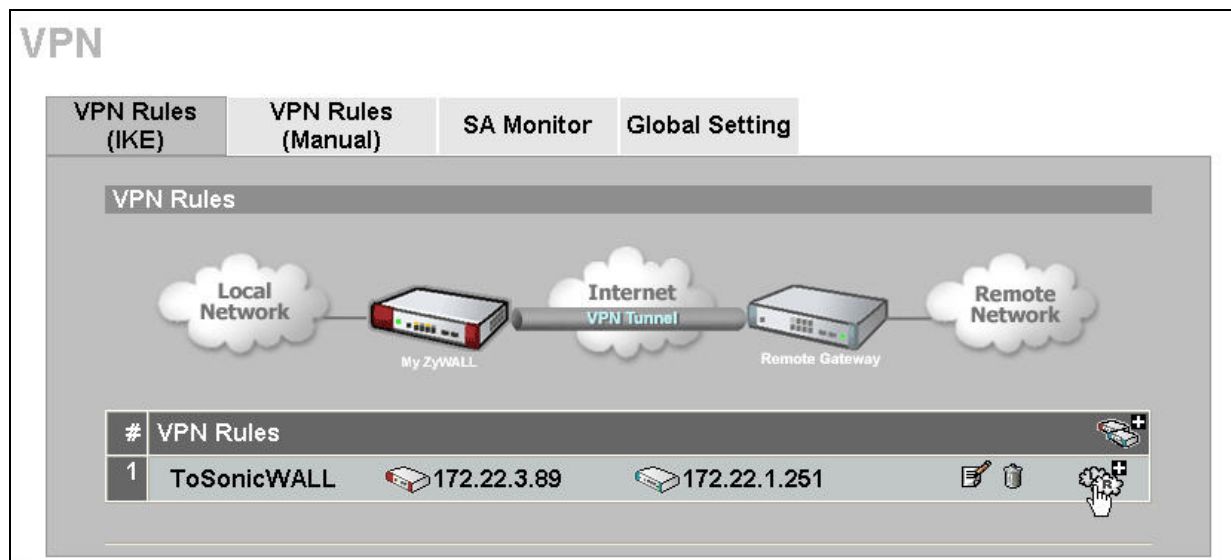 VPN
VPN Rules
(IKE)
VPN Rules
(Manual)
SA Monitor
Global Setting
VPN Rules
Local
Network
Internet
VPN Tunnel
Remote
Network
My ZyWALL
Remote Gateway
# VPN Rules
1 ToSonicWALL 172.22.3.89 172.22.1.251
R